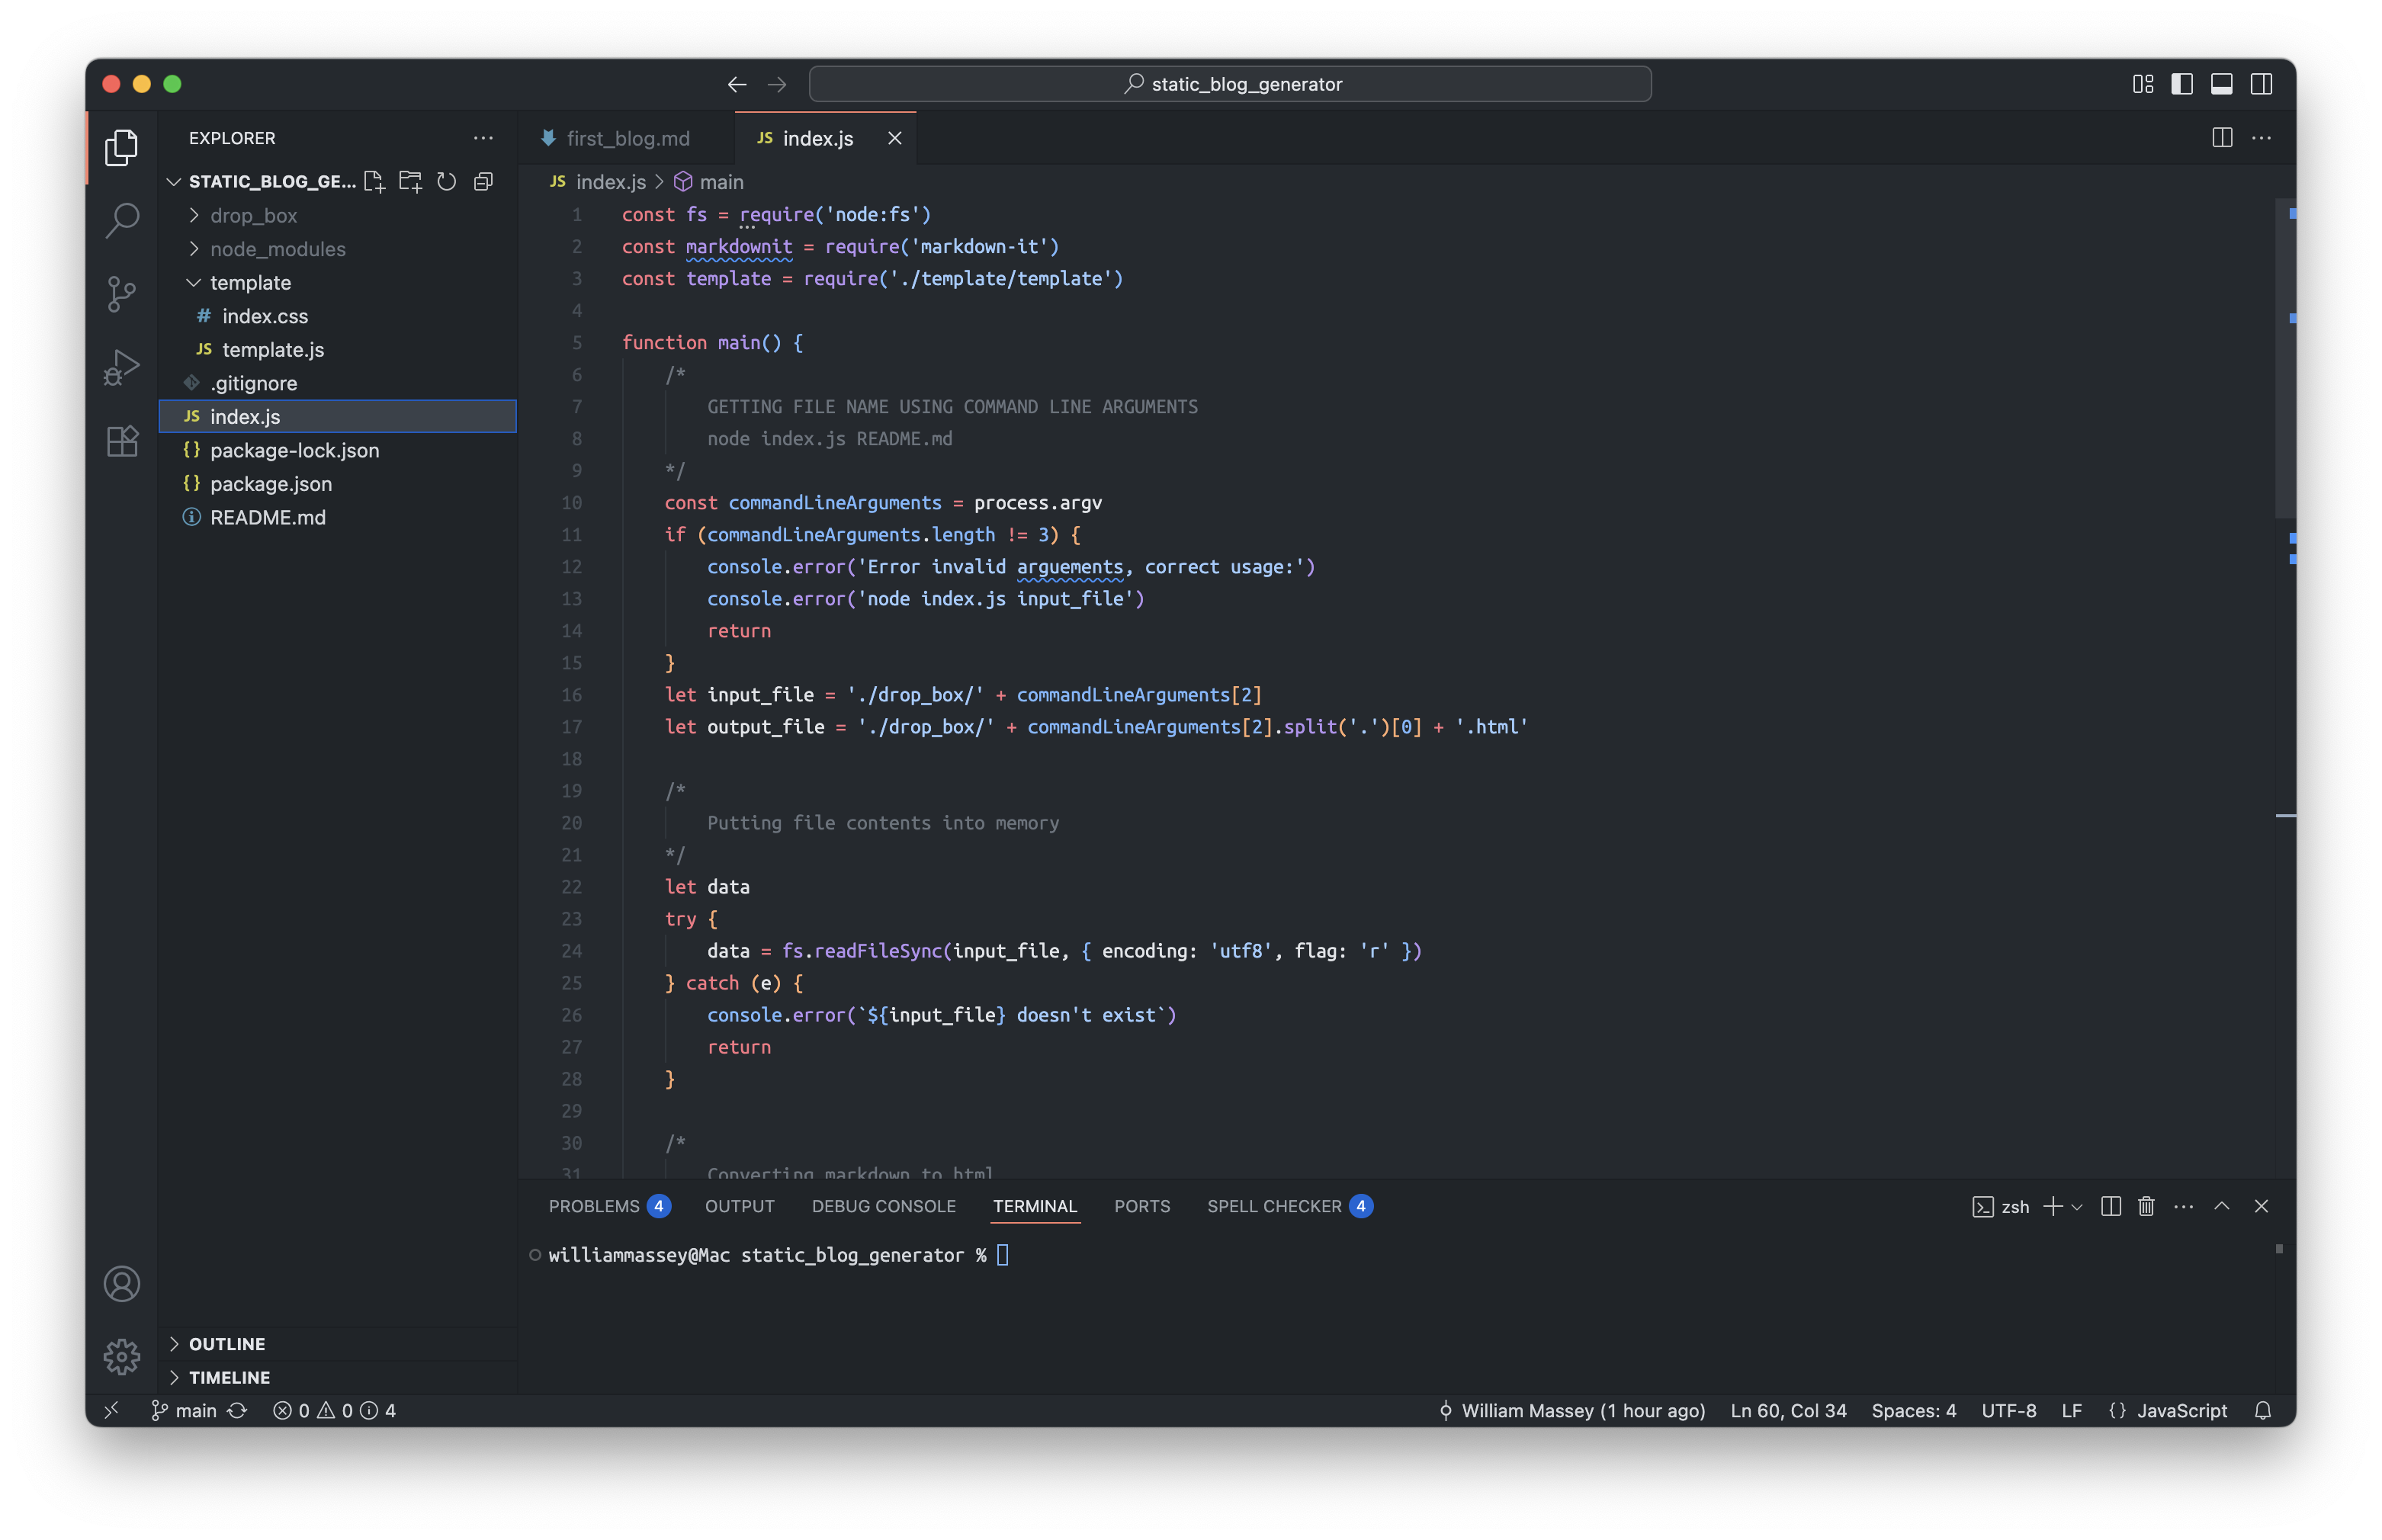 static_blog_generator
EXPLORER
STATIC_BLOG_GE...
drop_box
node_modules
template
# index.css
JS template.js
.gitignore
JS index.js
{} package-lock.json
{} package.json
README.md
OUTLINE
TIMELINE
first_blog.md
JS index.js
JS index.js > main
1 const fs = require('node:fs')
2 const markdownit = require('markdown-it')
3 const template = require('./template/template')
4
5 function main() {
6 /*
7 GETTING FILE NAME USING COMMAND LINE ARGUMENTS
8 node index.js README.md
9 */
10 const commandLineArguments = process.argv
11 if (commandLineArguments.length != 3) {
12 console.error('Error invalid arguements, correct usage:')
13 console.error('node index.js input_file')
14 return
15 }
16 let input_file = './drop_box/' + commandLineArguments[2]
17 let output_file = './drop_box/' + commandLineArguments[2].split('.')[0] + '.html'
18
19 /*
20 Putting file contents into memory
21 */
22 let data
23 try {
24 data = fs.readFileSync(input_file, { encoding: 'utf8', flag: 'r' })
25 } catch (e) {
26 console.error(`${input_file} doesn't exist`)
27 return
28 }
29
30 /*
31 Converting markdown to html
PROBLEMS 4 OUTPUT DEBUG CONSOLE TERMINAL PORTS SPELL CHECKER 4
zsh
williammassey@Mac static_blog_generator %
main 0 0 4
William Massey (1 hour ago) Ln 60, Col 34 Spaces: 4 UTF-8 LF {} JavaScript